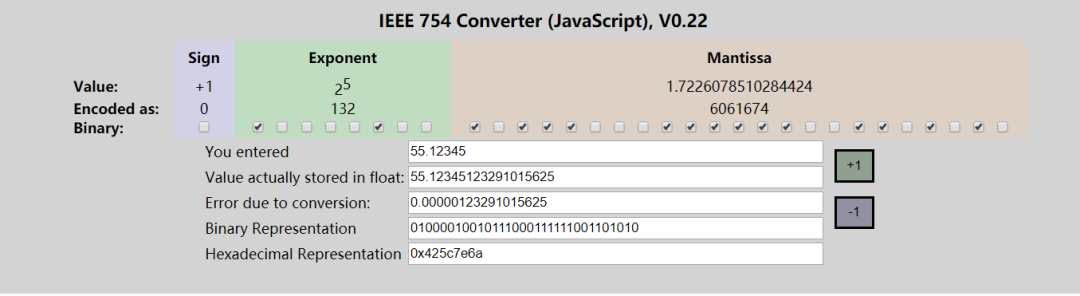 IEEE 754 Converter (JavaScript), V0.22
Sign Exponent Mantissa
Value: +1 2^5 1.7226078510284424
Encoded as: 0 132 6061674
Binary:
You entered 55.12345
Value actually stored in float: 55.12345123291015625
+1
Error due to conversion: 0.00000123291015625
-1
Binary Representation 01000010010111000111111001101010
Hexadecimal Representation 0x425c7e6a